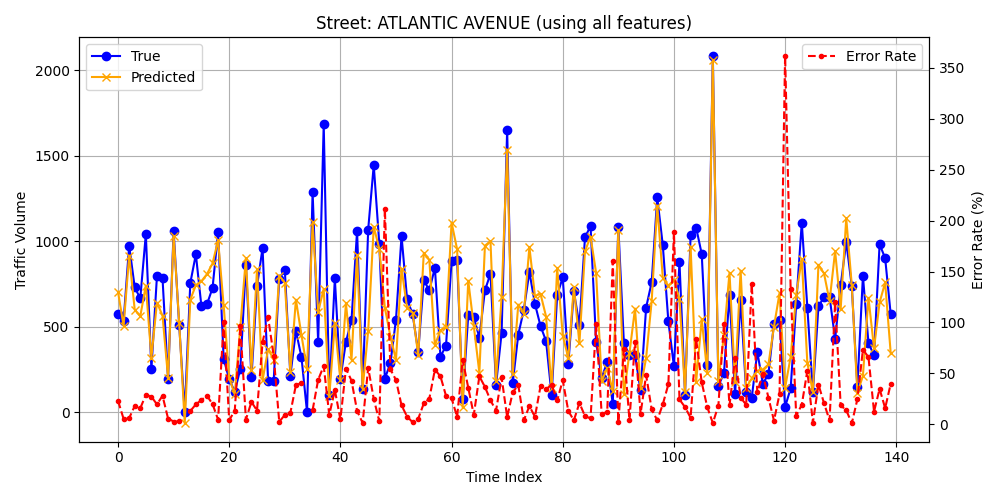 Street: ATLANTIC AVENUE (using all features)
True
Predicted
Error Rate
Traffic Volume
2000
1500
1000
500
0
350
300
250
200
150
100
50
0
Error Rate (%)
0 20 40 60 80 100 120 140
Time Index